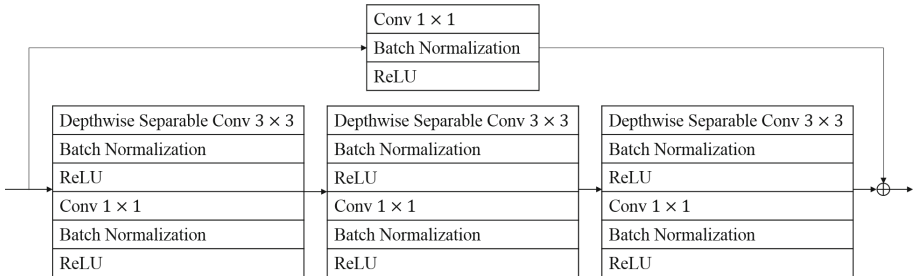 Conv 1 × 1
Batch Normalization
ReLU
Depthwise Separable Conv 3 × 3
Batch Normalization
ReLU
Conv 1 × 1
Batch Normalization
ReLU
Depthwise Separable Conv 3 × 3
Batch Normalization
ReLU
Conv 1 × 1
Batch Normalization
ReLU
Depthwise Separable Conv 3 × 3
Batch Normalization
ReLU
Conv 1 × 1
Batch Normalization
ReLU